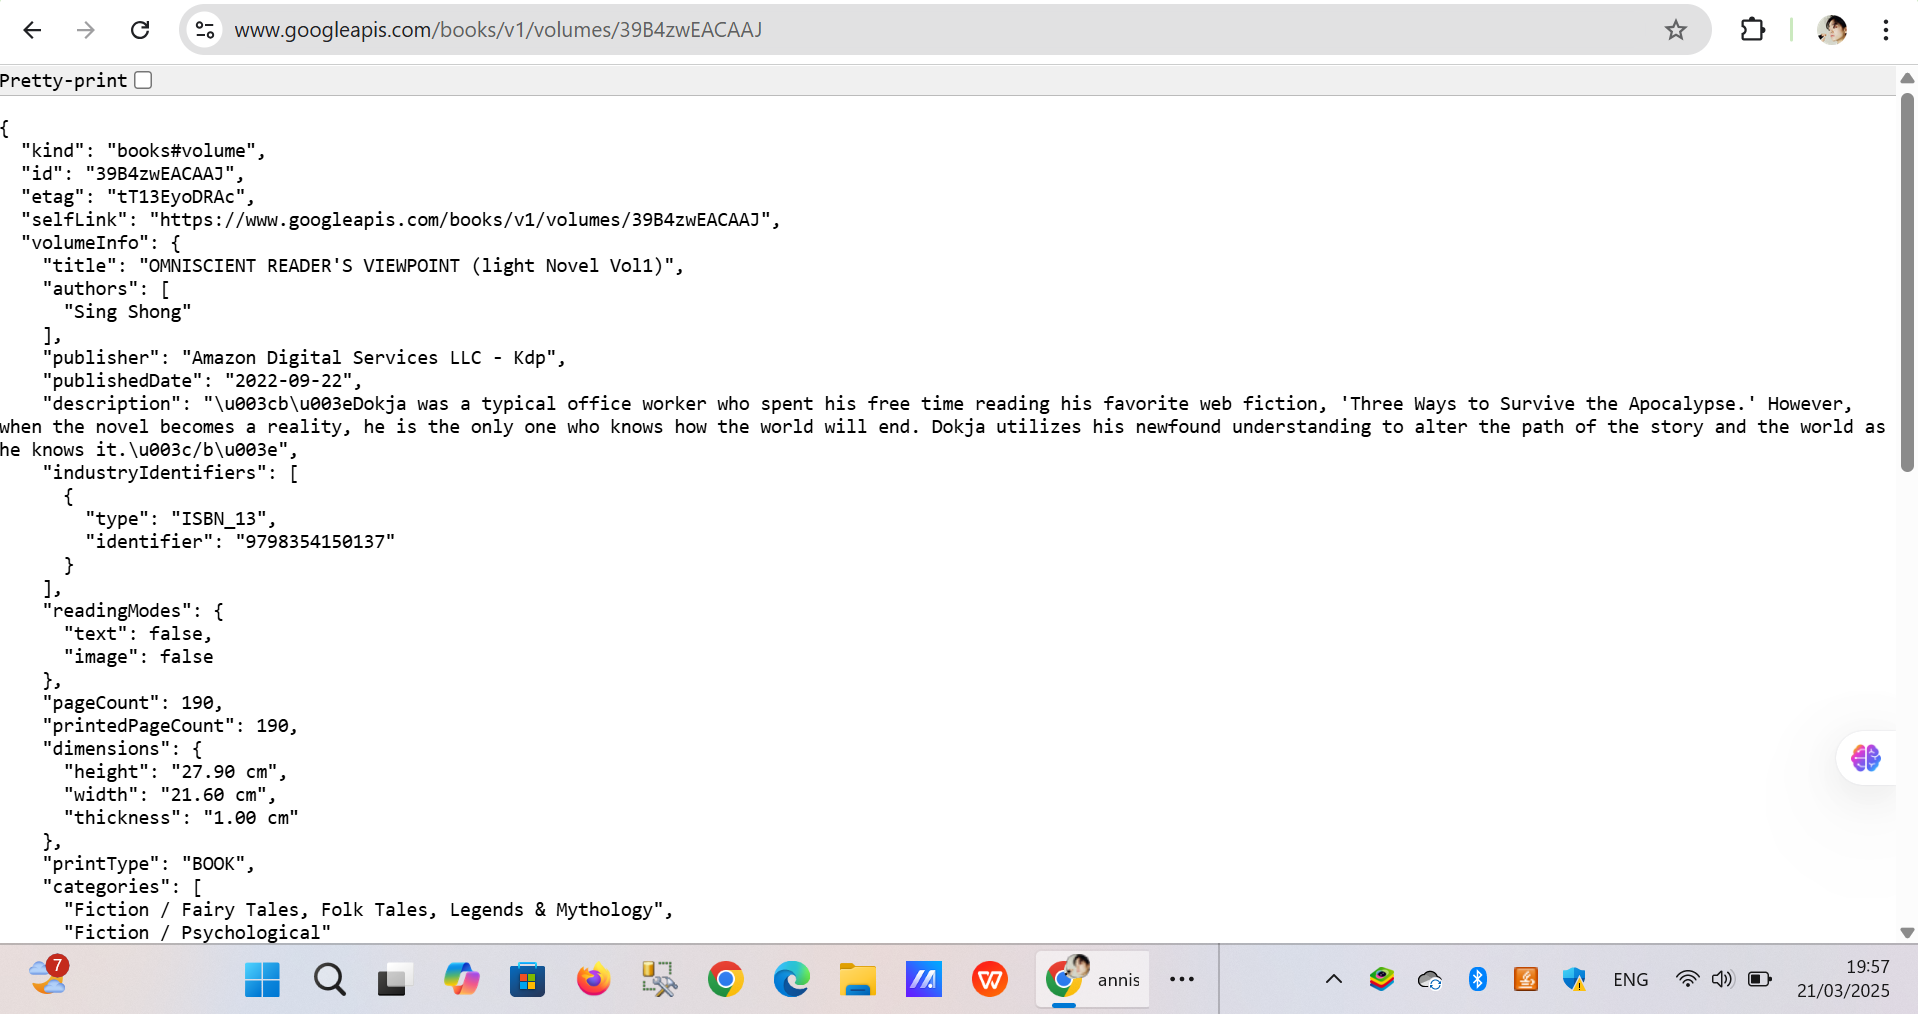 www.googleapis.com/books/v1/volumes/39B4zwEACAAJ
Pretty-print
{
"kind": "books#volume",
"id": "39B4zwEACAAJ",
"etag": "tT13EyoDRAc",
"selfLink": "https://www.googleapis.com/books/v1/volumes/39B4zwEACAAJ",
"volumeInfo": {
"title": "OMNISCIENT READER'S VIEWPOINT (light Novel Vol1)",
"authors": [
"Sing Shong"
],
"publisher": "Amazon Digital Services LLC - Kdp",
"publishedDate": "2022-09-22",
"description": "\u003cb\u003eDokja was a typical office worker who spent his free time reading his favorite web fiction, 'Three Ways to Survive the Apocalypse.' However,
when the novel becomes a reality, he is the only one who knows how the world will end. Dokja utilizes his newfound understanding to alter the path of the story and the world as
he knows it.\u003c/b\u003e",
"industryIdentifiers": [
{
"type": "ISBN_13",
"identifier": "9798354150137"
}
],
"readingModes": {
"text": false,
"image": false
},
"pageCount": 190,
"printedPageCount": 190,
"dimensions": {
"height": "27.90 cm",
"width": "21.60 cm",
"thickness": "1.00 cm"
},
"printType": "BOOK",
"categories": [
"Fiction / Fairy Tales, Folk Tales, Legends & Mythology",
"Fiction / Psychological"
7
annis
ENG
19:57
21/03/2025